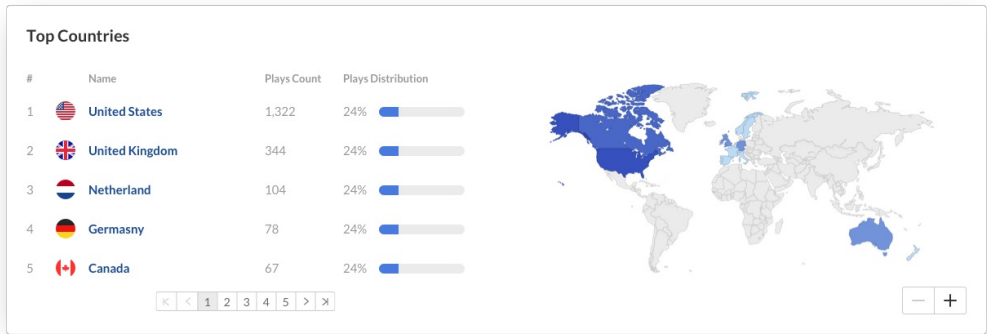 Top Countries
# Name Plays Count Plays Distribution
1 United States 1,322 24%
2 United Kingdom 344 24%
3 Netherland 104 24%
4 Germasny 78 24%
5 Canada 67 24%
1 2 3 4 5